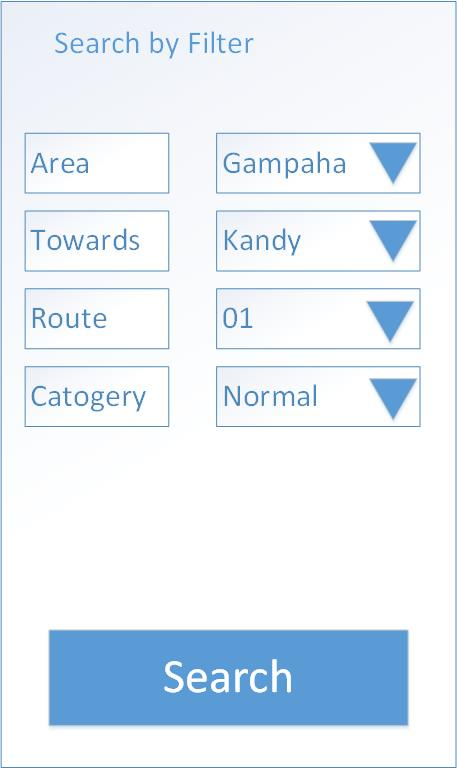 Search by Filter
Area Gampaha
Towards Kandy
Route 01
Catogery Normal
Search